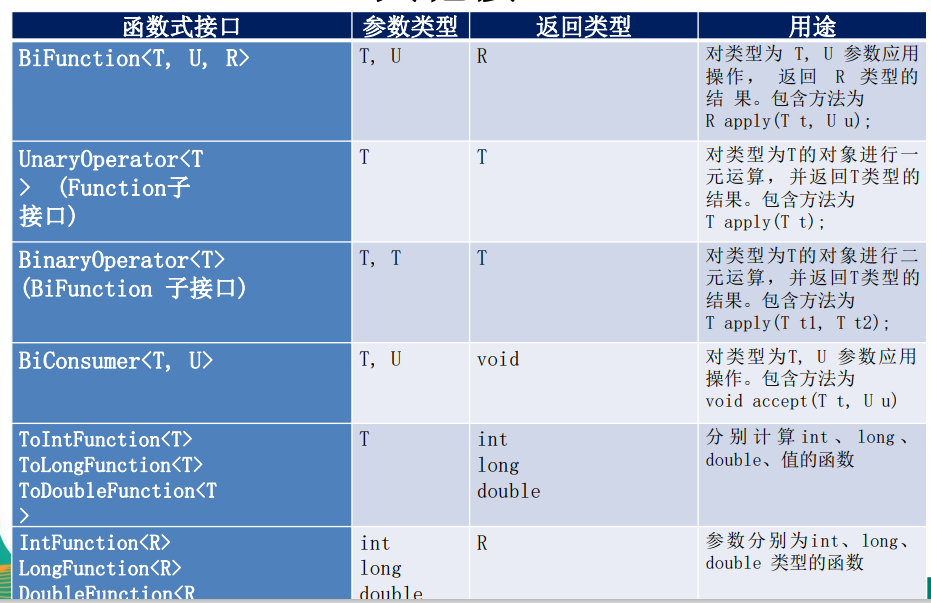 函数式接口 参数类型 返回类型 用途
BiFunction<T, U, R> T, U R 对类型为 T, U 参数应用
操作， 返回 R 类型的
结 果。包含方法为
R apply(T t, U u);
UnaryOperator<T T T 对类型为T的对象进行一
> (Function子 元运算，并返回T类型的
接口) 结果。包含方法为
T apply(T t);
BinaryOperator<T> T, T T 对类型为T的对象进行二
(BiFunction 子接口) 元运算，并返回T类型的
结果。包含方法为
T apply(T t1, T t2);
BiConsumer<T, U> T, U void 对类型为T, U 参数应用
操作。包含方法为
void accept(T t, U u)
ToIntFunction<T> T int 分别计算int、long、
ToLongFunction<T> long double、值的函数
ToDoubleFunction<T double
>
IntFunction<R> int R 参数分别为int、long、
LongFunction<R> long double 类型的函数
DoubleFunction<R double